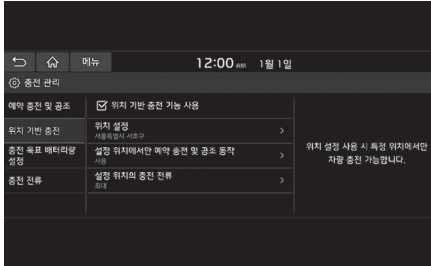 메뉴
12:00 AM 1월 1일
충전 관리
예약 충전 및 공조
위치 기반 충전
충전 목표 배터리량
설정
충전 전류
위치 기반 충전 기능 사용
위치 설정
서울특별시 서초구
설정 위치에서만 예약 충전 및 공조 동작
사용
설정 위치의 충전 전류
최대
위치 설정 사용 시 특정 위치에서만
차량 충전 가능합니다.